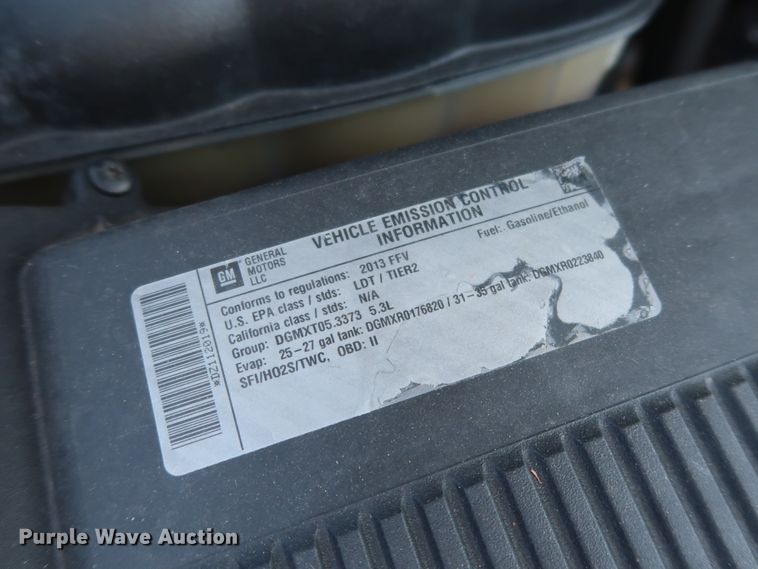 GM
GENERAL
MOTORS
LLC
VEHICLE EMISSION CONTROL
INFORMATION
Conforms to regulations: 2013 FFV
Fuel: Gasoline/Ethanol
U.S. EPA class / stds: LDT / TIER2
California class / stds: N/A
Group: DGMXT05.3373 5.3L
Evap: 25-27 gal tank: DGMXR0176820 / 31-35 gal tank: DGMXR0223840
SFI/HO2S/TWC, OBD: II
*DZ112019*
Purple Wave Auction